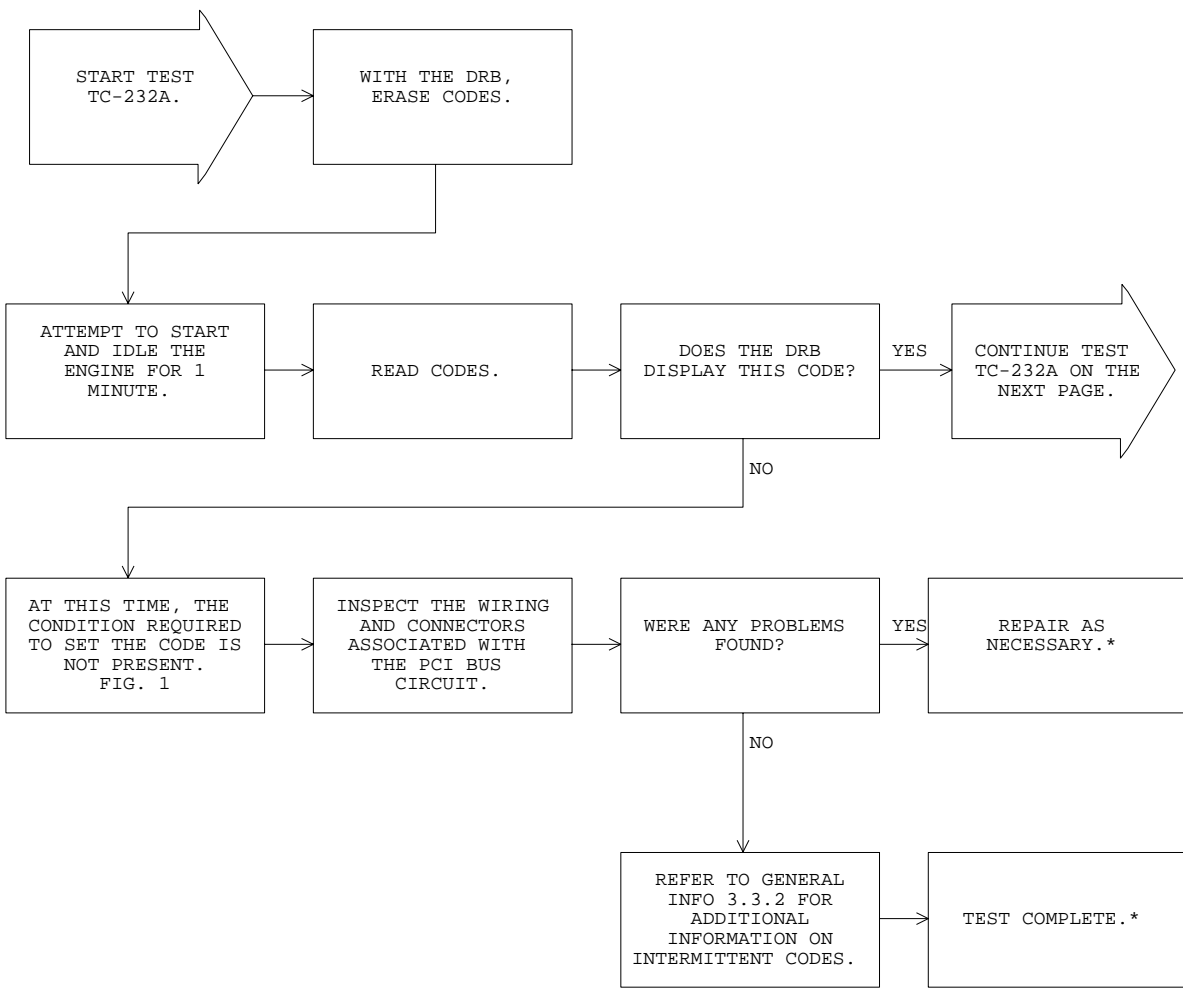 START TEST
TC-232A.
WITH THE DRB,
ERASE CODES.
ATTEMPT TO START
AND IDLE THE
ENGINE FOR 1
MINUTE.
READ CODES.
DOES THE DRB
DISPLAY THIS CODE?
YES
CONTINUE TEST
TC-232A ON THE
NEXT PAGE.
NO
AT THIS TIME, THE
CONDITION REQUIRED
TO SET THE CODE IS
NOT PRESENT.
FIG. 1
INSPECT THE WIRING
AND CONNECTORS
ASSOCIATED WITH
THE PCI BUS
CIRCUIT.
WERE ANY PROBLEMS
FOUND?
YES
REPAIR AS
NECESSARY.*
NO
REFER TO GENERAL
INFO 3.3.2 FOR
ADDITIONAL
INFORMATION ON
INTERMITTENT CODES.
TEST COMPLETE.*